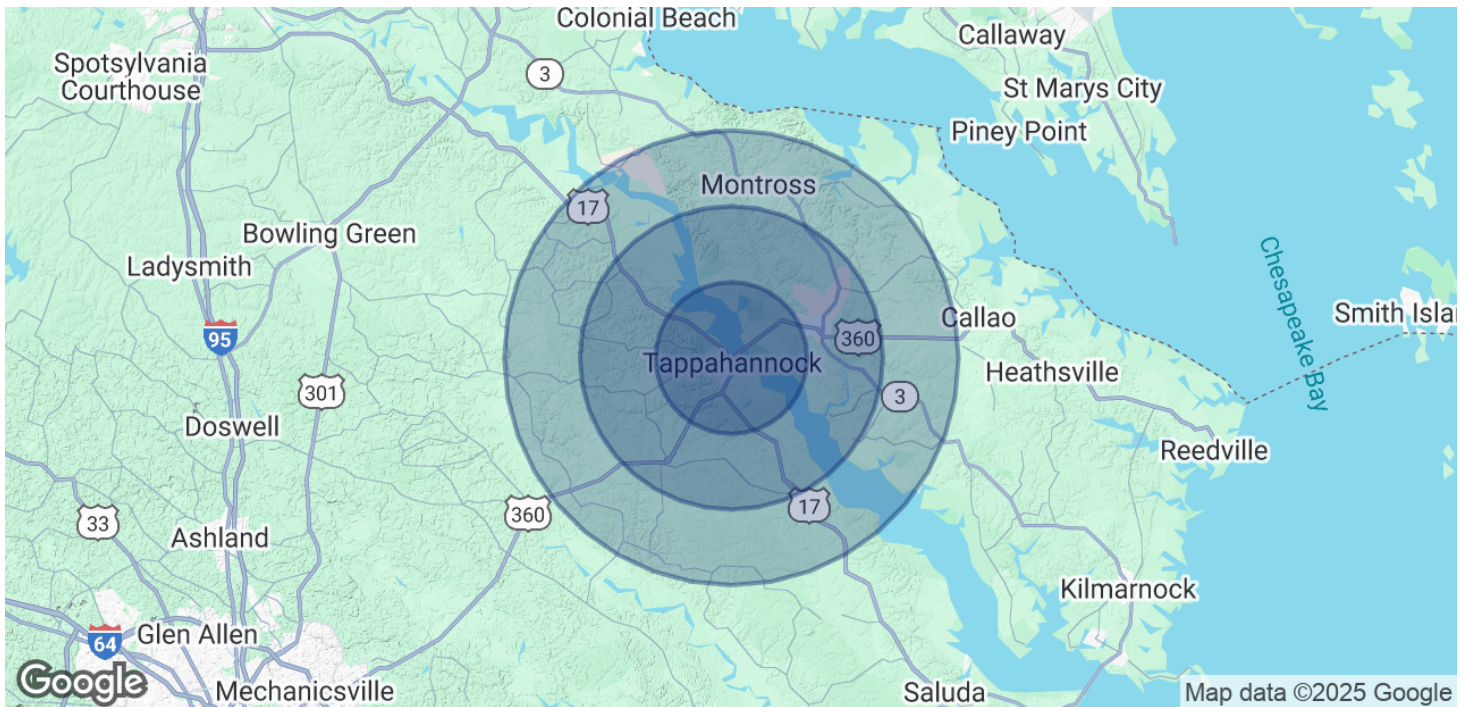 Colonial Beach
Callaway
Spotsylvania
Courthouse
3
St Marys City
Piney Point
Montross
17
Bowling Green
Ladysmith
Chesapeake Bay
95
360
Callao
Smith Islan
Tappahannock
Heathsville
301
3
Doswell
Reedville
17
360
33
Ashland
Kilmarnock
64
Glen Allen
Google
Mechanicsville
Saluda
Map data ©2025 Google